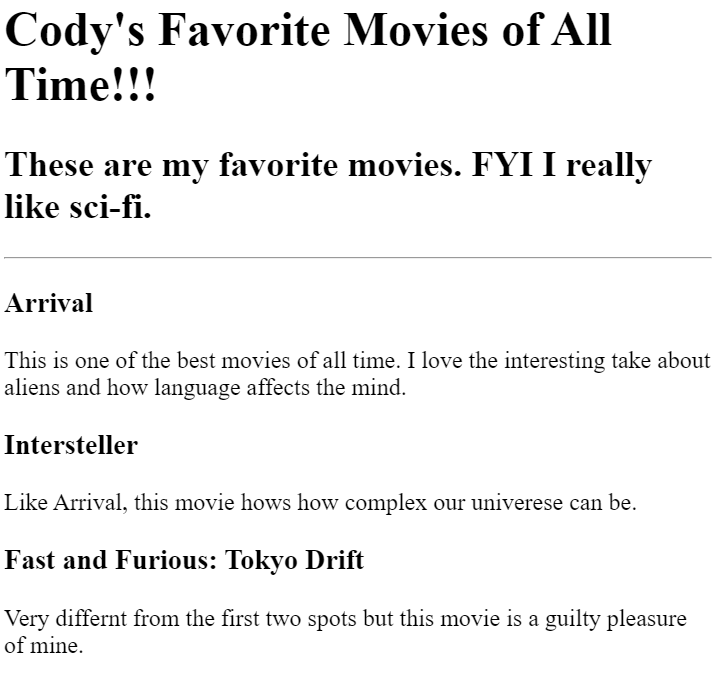 Cody's Favorite Movies of All
Time!!!
These are my favorite movies. FYI I really
like sci-fi.
Arrival
This is one of the best movies of all time. I love the interesting take about
aliens and how language affects the mind.
Intersteller
Like Arrival, this movie hows how complex our univerese can be.
Fast and Furious: Tokyo Drift
Very differnt from the first two spots but this movie is a guilty pleasure
of mine.